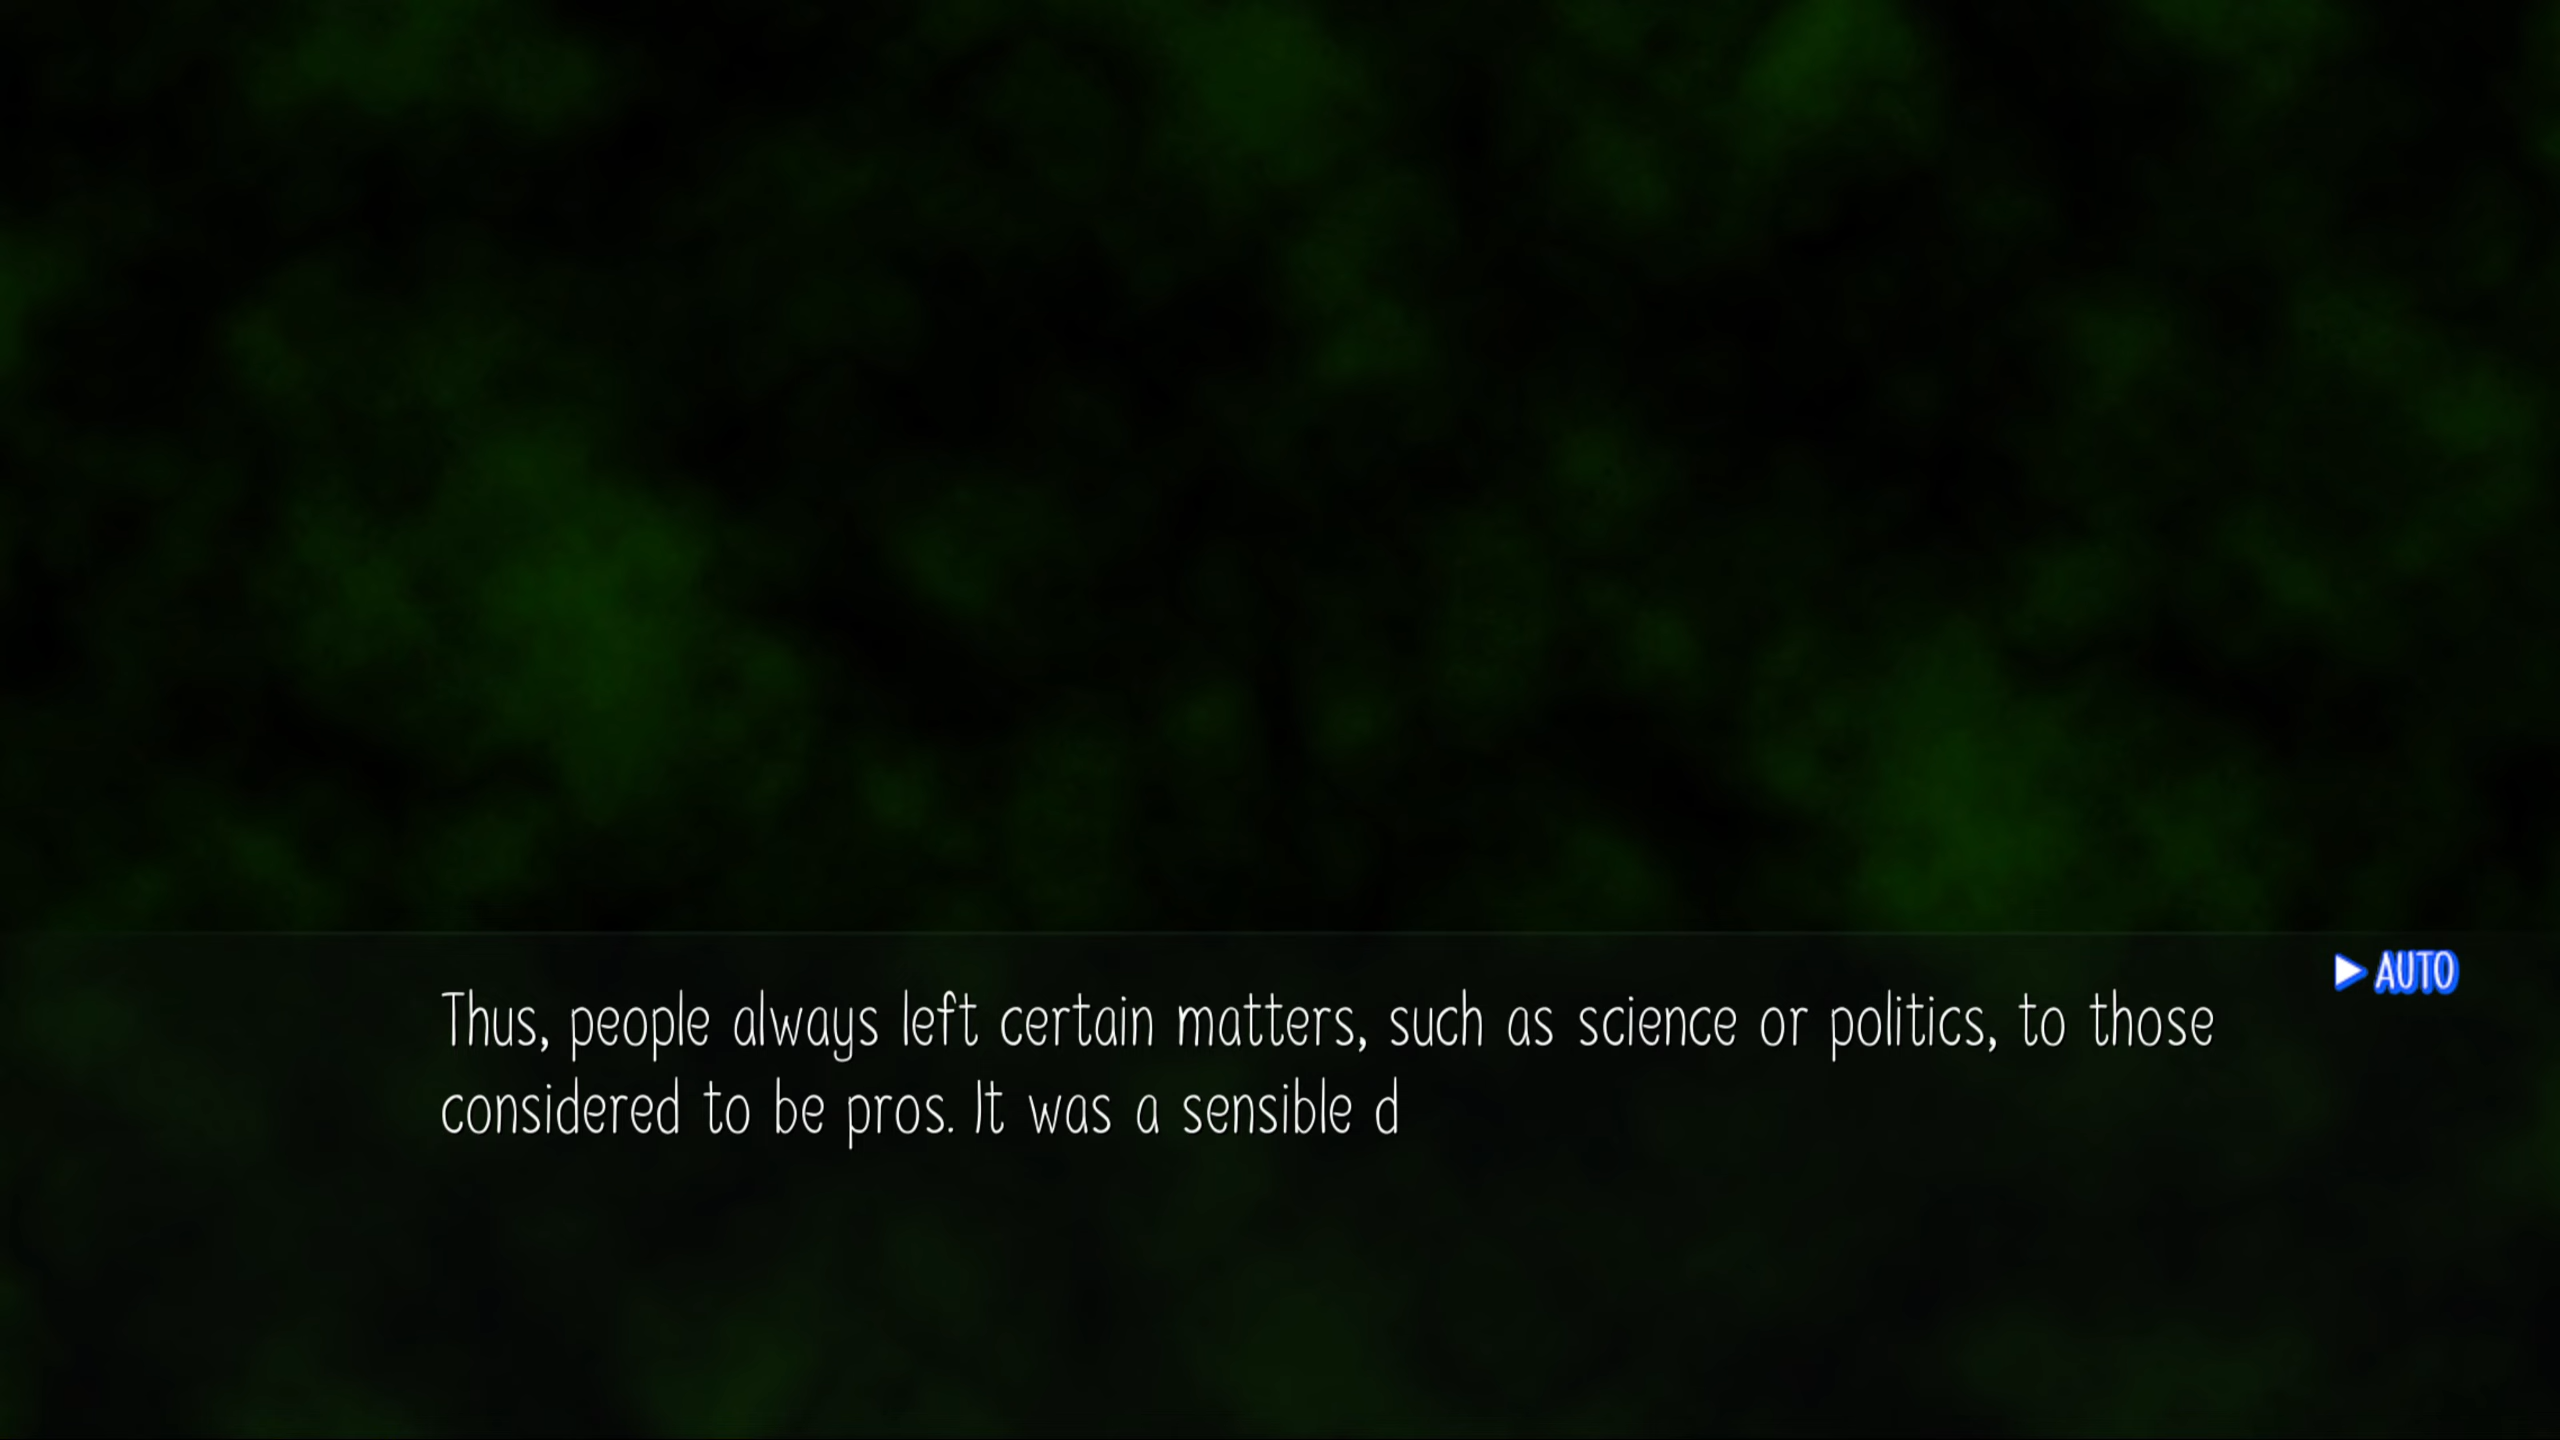 AUTO
Thus, people always left certain matters, such as science or politics, to those
considered to be pros. It was a sensible d